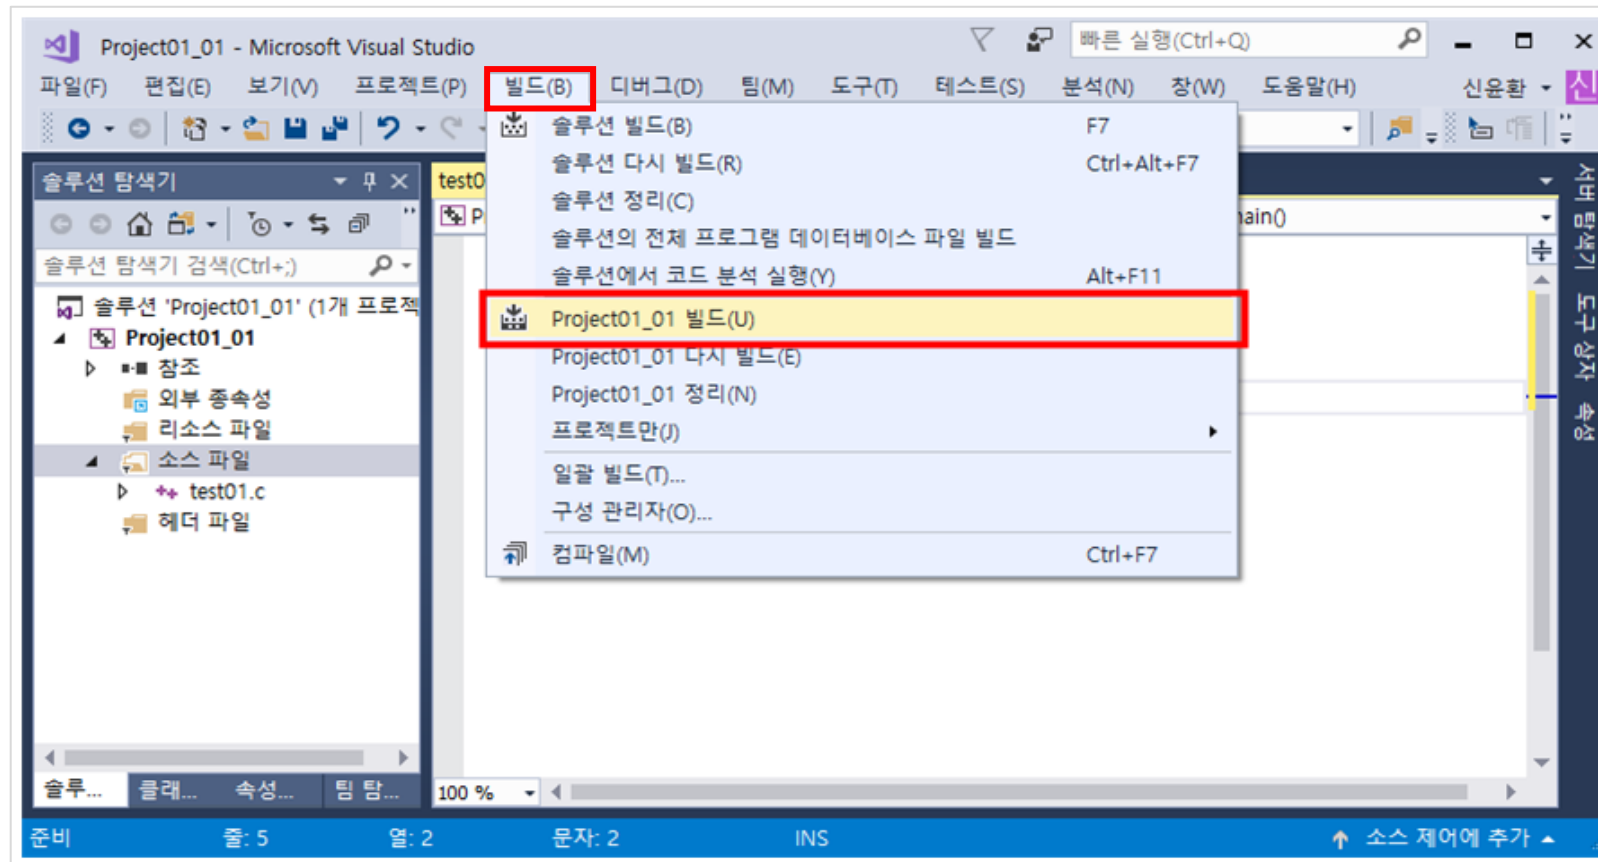 Project01_01 - Microsoft Visual Studio
빠른 실행(Ctrl+Q)
파일(F) 편집(E) 보기(V) 프로젝트(P) 빌드(B) 디버그(D) 팀(M) 도구(T) 테스트(S) 분석(N) 창(W) 도움말(H) 신윤환 신
솔루션 빌드(B) F7
솔루션 다시 빌드(R) Ctrl+Alt+F7
솔루션 정리(C)
솔루션의 전체 프로그램 데이터베이스 파일 빌드
솔루션에서 코드 분석 실행(Y) Alt+F11
Project01_01 빌드(U)
Project01_01 다시 빌드(E)
Project01_01 정리(N)
프로젝트만(J)
일괄 빌드(T)...
구성 관리자(O)...
컴파일(M) Ctrl+F7
솔루션 탐색기
솔루션 탐색기 검색(Ctrl+;)
솔루션 'Project01_01' (1개 프로젝
Project01_01
참조
외부 종속성
리소스 파일
소스 파일
test01.c
헤더 파일
솔루... 클래... 속성... 팀 탐...
test0
P
ain()
100 %
서버 탐색기
도구 상자
속성
준비 줄: 5 열: 2 문자: 2 INS 소스 제어에 추가